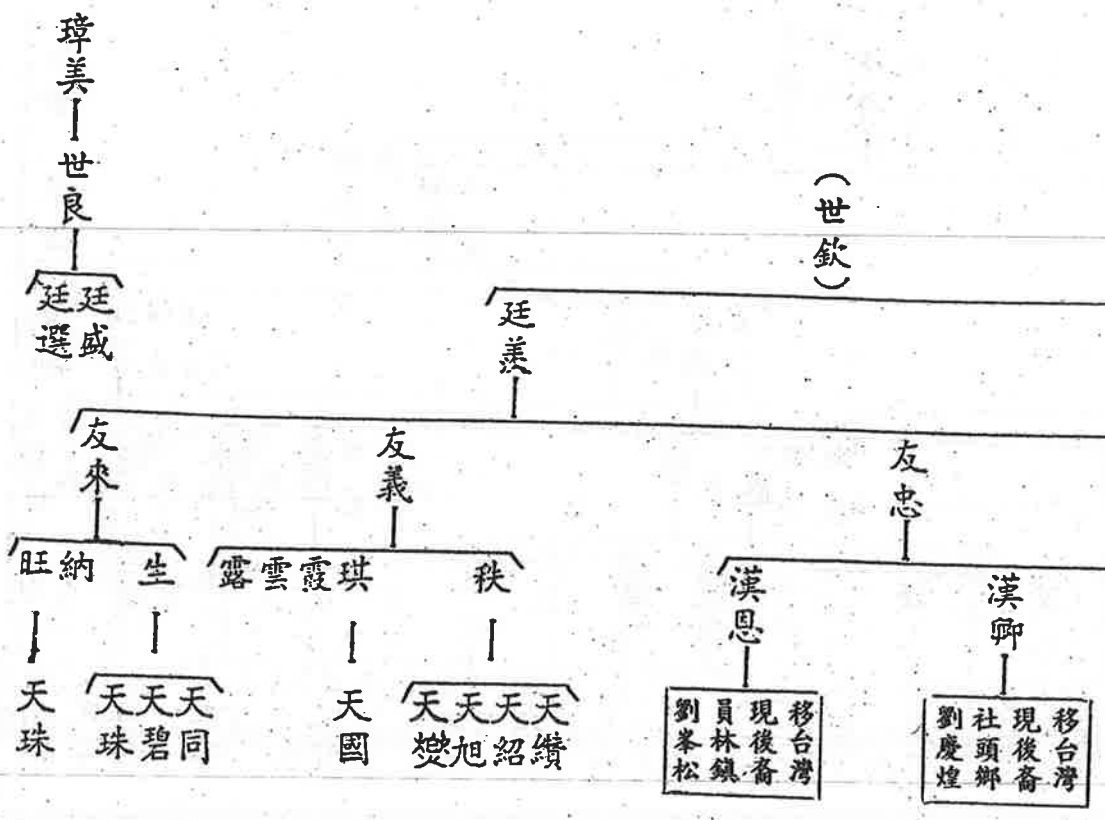 （世欽）
廷羨
友忠
友義
友來
漢卿
移台灣
現後裔
社頭鄉
劉慶煌
漢恩
移台灣
現後裔
員林鎮
劉峯松
秩
琪
霞
雲
露
天纘
天紹
天旭
天國
生
納
旺
天同
天碧
天珠
天珠
璋美
世良
廷盛
廷選